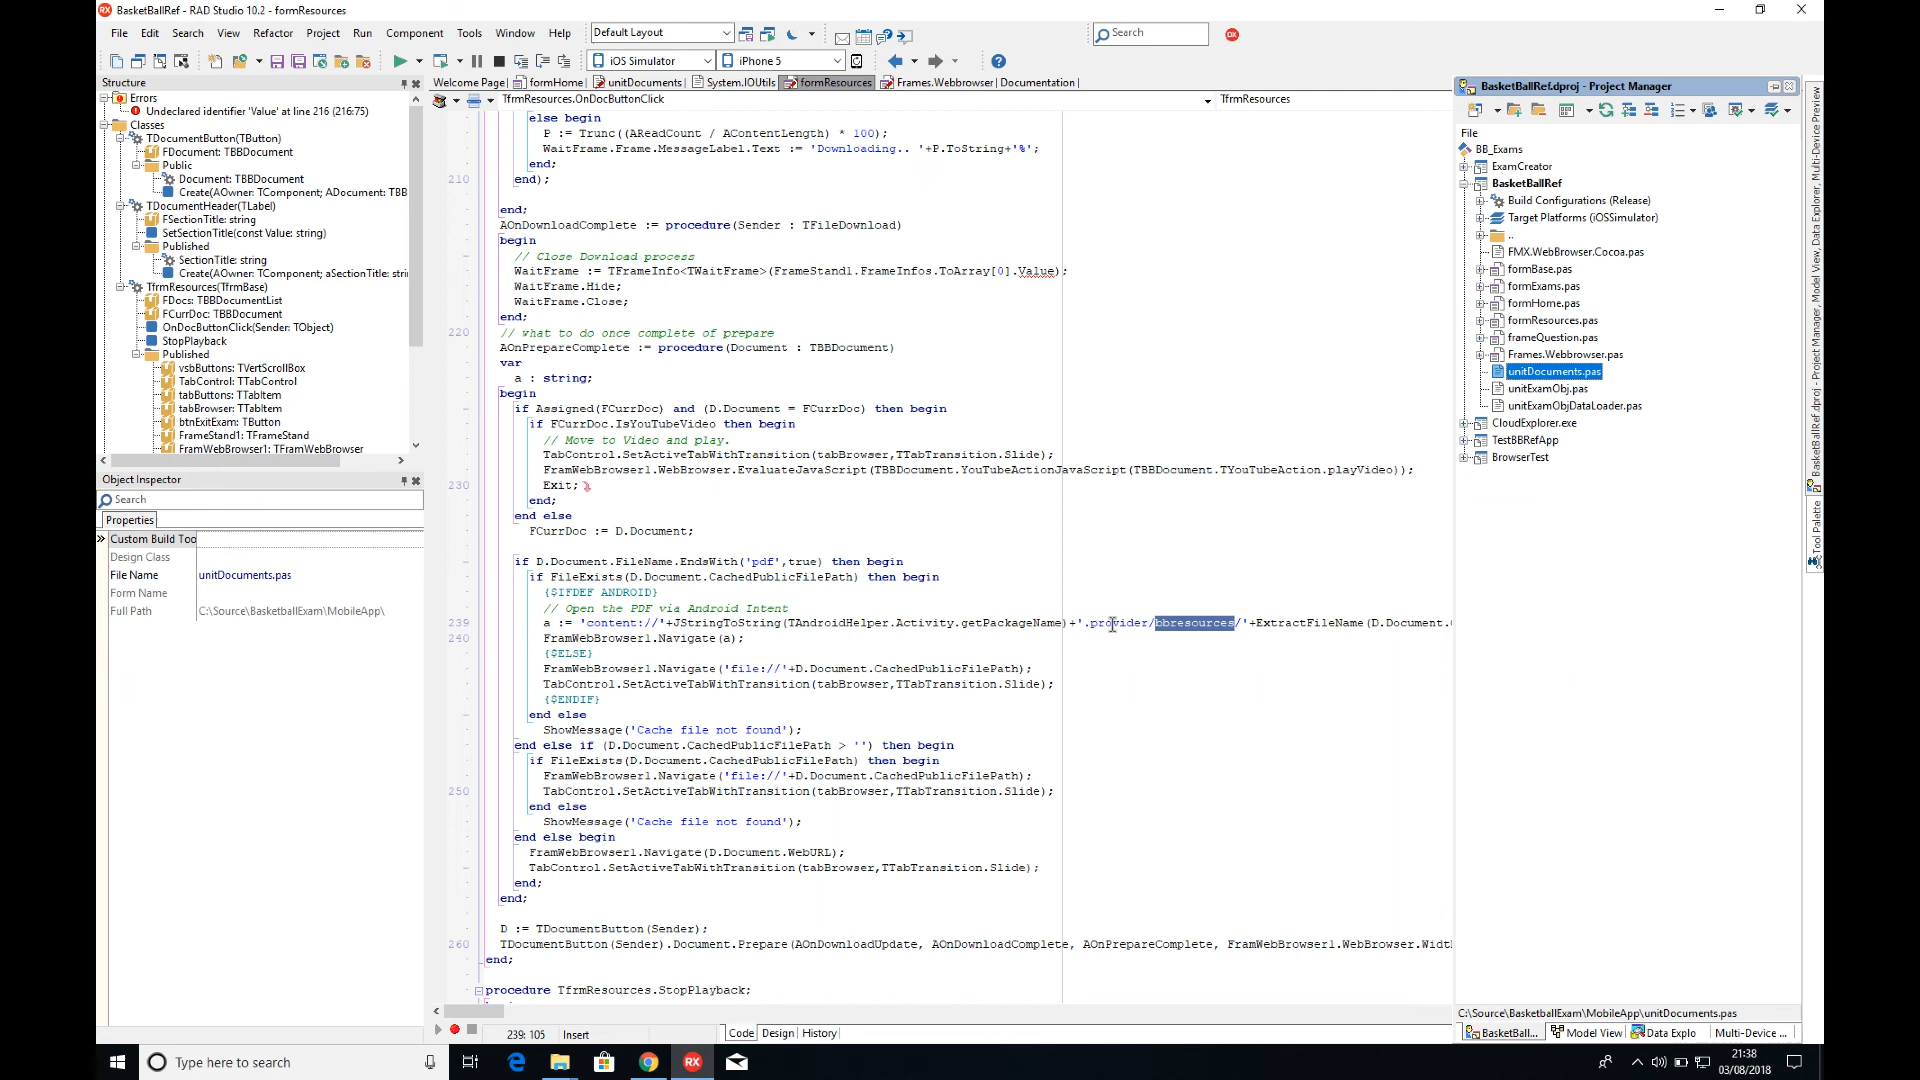 BasketBallRef - RAD Studio 10.2 - formResources
File Edit Search View Refactor Project Run Component Tools Window Help
Default Layout
Search
iOS Simulator
iPhone 5
Structure
Errors
Undeclared identifier 'Value' at line 216 (216:75)
Classes
TDocumentButton(TButton)
FDocument: TBBDocument
Public
Document: TBBDocument
Create(AOwner: TComponent; ADocument: TBB
TDocumentHeader(TLabel)
FSectionTitle: string
SetSectionTitle(const Value: string)
Published
SectionTitle: string
Create(AOwner: TComponent; aSectionTitle: stri
TfrmResources(TfrmBase)
FDocs: TBBDocumentList
FCurrDoc: TBBDocument
OnDocButtonClick(Sender: TObject)
StopPlayback
Published
vsbButtons: TVertScrollBox
TabControl: TTabControl
tabButtons: TTabItem
tabBrowser: TTabItem
btnExitExam: TButton
FrameStand1: TFrameStand
FramWebBrowser1: TFramWebBrowser
Object Inspector
Search
Properties
Custom Build Too
Design Class
File Name unitDocuments.pas
Form Name
Full Path C:\Source\BasketballExam\MobileApp\
Welcome Page formHome unitDocuments System.IOUtils formResources Frames.Webbrowser Documentation
TfrmResources.OnDocButtonClick TfrmResources
else begin
P := Trunc((AReadCount / AContentLength) * 100);
WaitFrame.Frame.MessageLabel.Text := 'Downloading.. '+P.ToString+'%';
end;
210 end);
end;
AOnDownloadComplete := procedure(Sender : TFileDownload)
begin
// Close Download process
WaitFrame := TFrameInfo<TWaitFrame>(FrameStand1.FrameInfos.ToArray[0].Value);
WaitFrame.Hide;
WaitFrame.Close;
end;
220 // what to do once complete of prepare
AOnPrepareComplete := procedure(Document : TBBDocument)
var
a : string;
begin
if Assigned(FCurrDoc) and (D.Document = FCurrDoc) then begin
if FCurrDoc.IsYouTubeVideo then begin
// Move to Video and play.
TabControl.SetActiveTabWithTransition(tabBrowser,TTabTransition.Slide);
FramWebBrowser1.WebBrowser.EvaluateJavaScript(TBBDocument.YouTubeActionJavaScript(TBBDocument.TYouTubeAction.playVideo));
230 Exit;
end;
end else
FCurrDoc := D.Document;
if D.Document.FileName.EndsWith('pdf',true) then begin
if FileExists(D.Document.CachedPublicFilePath) then begin
{$IFDEF ANDROID}
// Open the PDF via Android Intent
239 a := 'content://'+JStringToString(TAndroidHelper.Activity.getPackageName)+'.provider/bbresources/'+ExtractFileName(D.Document.
240 FramWebBrowser1.Navigate(a);
{$ELSE}
FramWebBrowser1.Navigate('file://'+D.Document.CachedPublicFilePath);
TabControl.SetActiveTabWithTransition(tabBrowser,TTabTransition.Slide);
{$ENDIF}
end else
ShowMessage('Cache file not found');
end else if (D.Document.CachedPublicFilePath > '') then begin
if FileExists(D.Document.CachedPublicFilePath) then begin
FramWebBrowser1.Navigate('file://'+D.Document.CachedPublicFilePath);
250 TabControl.SetActiveTabWithTransition(tabBrowser,TTabTransition.Slide);
end else
ShowMessage('Cache file not found');
end else begin
FramWebBrowser1.Navigate(D.Document.WebURL);
TabControl.SetActiveTabWithTransition(tabBrowser,TTabTransition.Slide);
end;
end;
D := TDocumentButton(Sender);
260 TDocumentButton(Sender).Document.Prepare(AOnDownloadUpdate, AOnDownloadComplete, AOnPrepareComplete, FramWebBrowser1.WebBrowser.Widt
end;
procedure TfrmResources.StopPlayback;
239: 105 Insert Code Design History
BasketBallRef.dproj - Project Manager
File
BB_Exams
ExamCreator
BasketBallRef
Build Configurations (Release)
Target Platforms (iOSSimulator)
..
FMX.WebBrowser.Cocoa.pas
formBase.pas
formExams.pas
formHome.pas
formResources.pas
frameQuestion.pas
Frames.Webbrowser.pas
unitDocuments.pas
unitExamObj.pas
unitExamObjDataLoader.pas
CloudExplorer.exe
TestBBRefApp
BrowserTest
C:\Source\BasketballExam\MobileApp\unitDocuments.pas
BasketBall... Model View Data Explo Multi-Device ...
BasketBallRef.dproj - Project Manager, Model View, Data Explorer, Multi-Device Preview
Tool Palette
Type here to search
21:38
03/08/2018